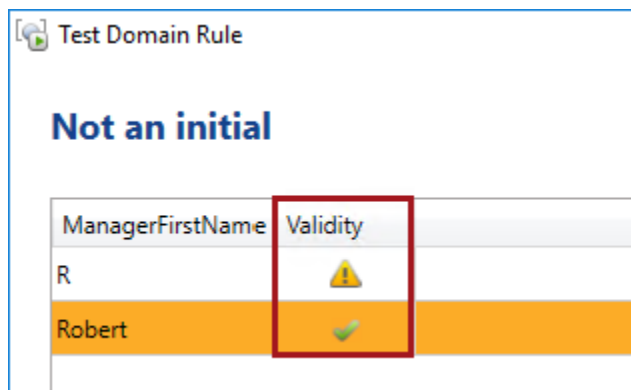 Test Domain Rule
Not an initial
ManagerFirstName Validity
R
Robert